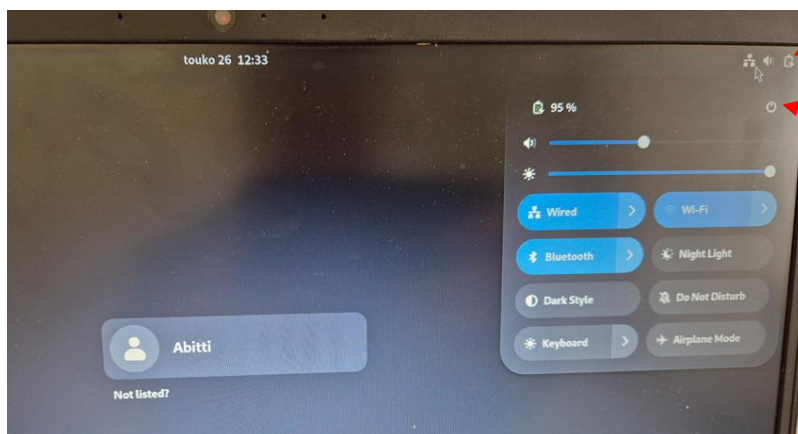 touko 26 12:33
95 %
Wired
Wi-Fi
Bluetooth
Night Light
Dark Style
Do Not Disturb
Keyboard
Airplane Mode
Abitti
Not listed?